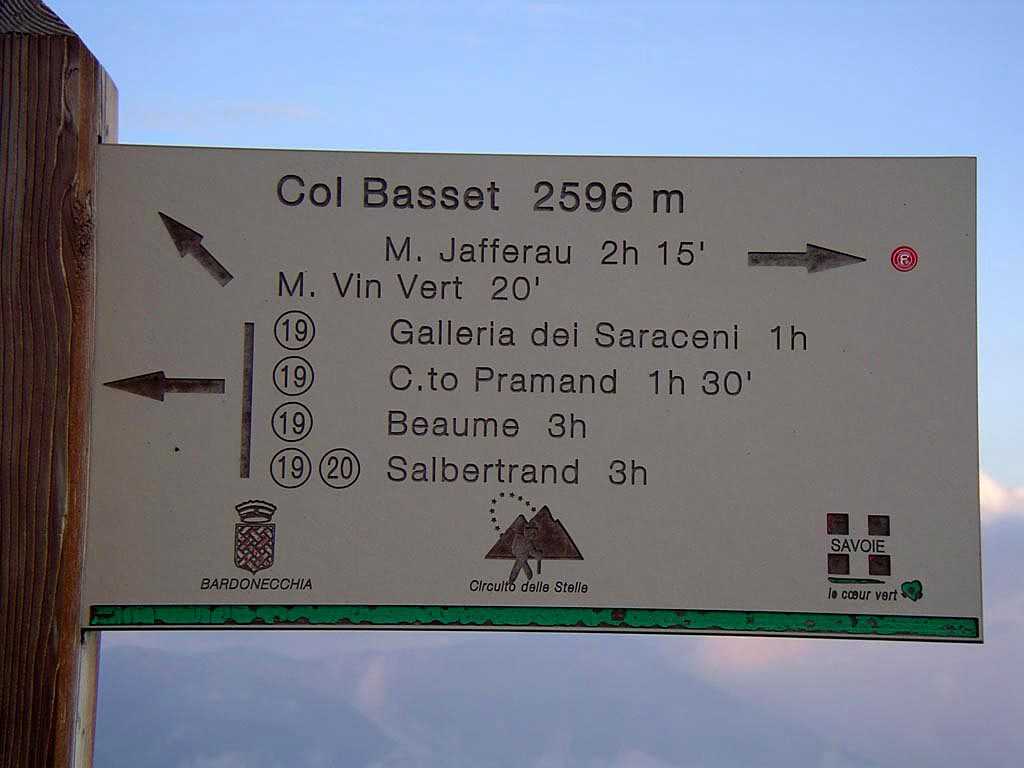 Col Basset 2596 m
M. Jafferau 2h 15'
M. Vin Vert 20'
19 Galleria dei Saraceni 1h
19 C.to Pramand 1h 30'
19 Beaume 3h
19 20 Salbertrand 3h
BARDONECCHIA
Circuito delle Stelle
SAVOIE
le cœur vert